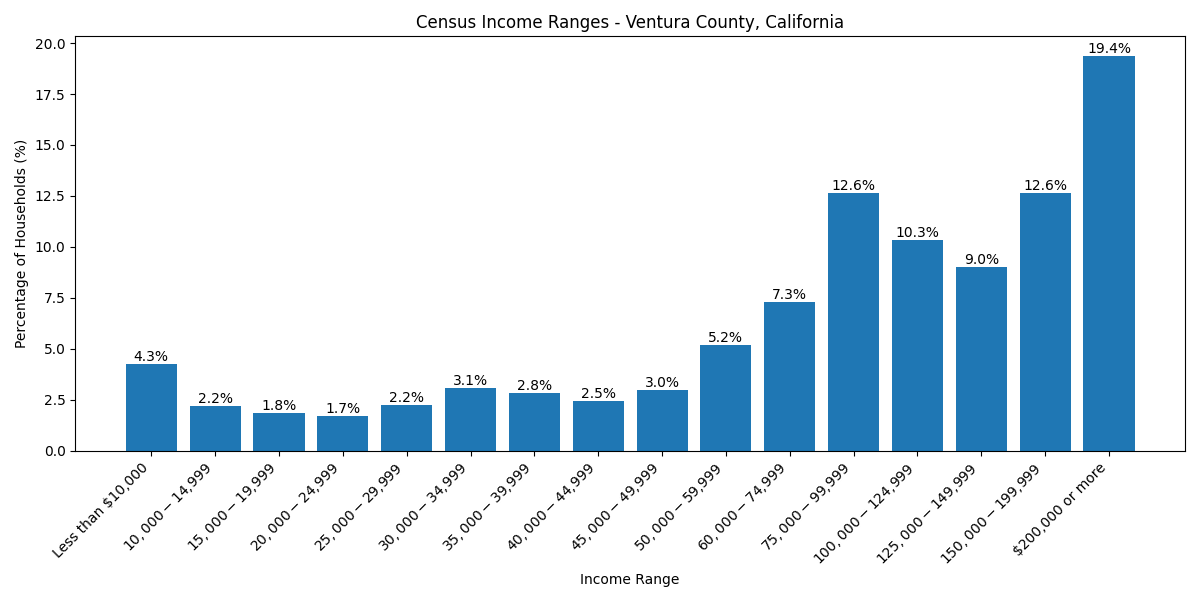 Census Income Ranges - Ventura County, California
Percentage of Households (%)
20.0
17.5
15.0
12.5
10.0
7.5
5.0
2.5
0.0
4.3%
2.2%
1.8%
1.7%
2.2%
3.1%
2.8%
2.5%
3.0%
5.2%
7.3%
12.6%
10.3%
9.0%
12.6%
19.4%
Less than $10,000
10,000 − 14,999
15,000 − 19,999
20,000 − 24,999
25,000 − 29,999
30,000 − 34,999
35,000 − 39,999
40,000 − 44,999
45,000 − 49,999
50,000 − 59,999
60,000 − 74,999
75,000 − 99,999
100,000 − 124,999
125,000 − 149,999
150,000 − 199,999
$200,000 or more
Income Range